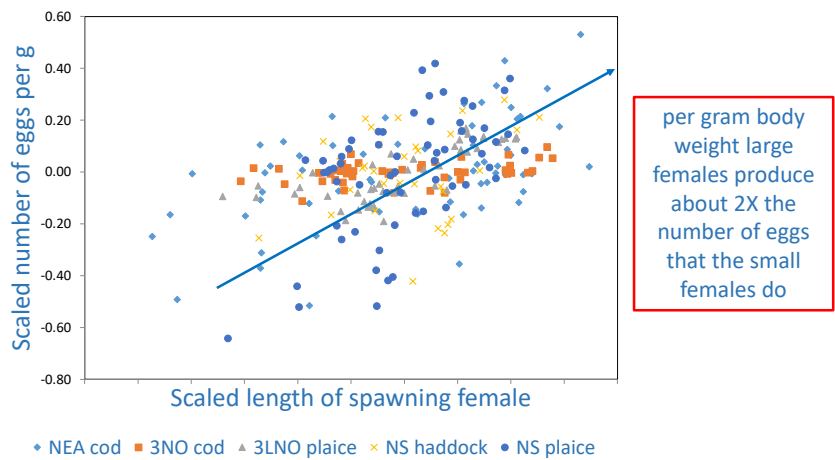 Scaled number of eggs per g
0.60
0.40
0.20
0.00
-0.20
-0.40
-0.60
-0.80
Scaled length of spawning female
NEA cod 3NO cod 3LNO plaice NS haddock NS plaice
per gram body
weight large
females produce
about 2X the
number of eggs
that the small
females do